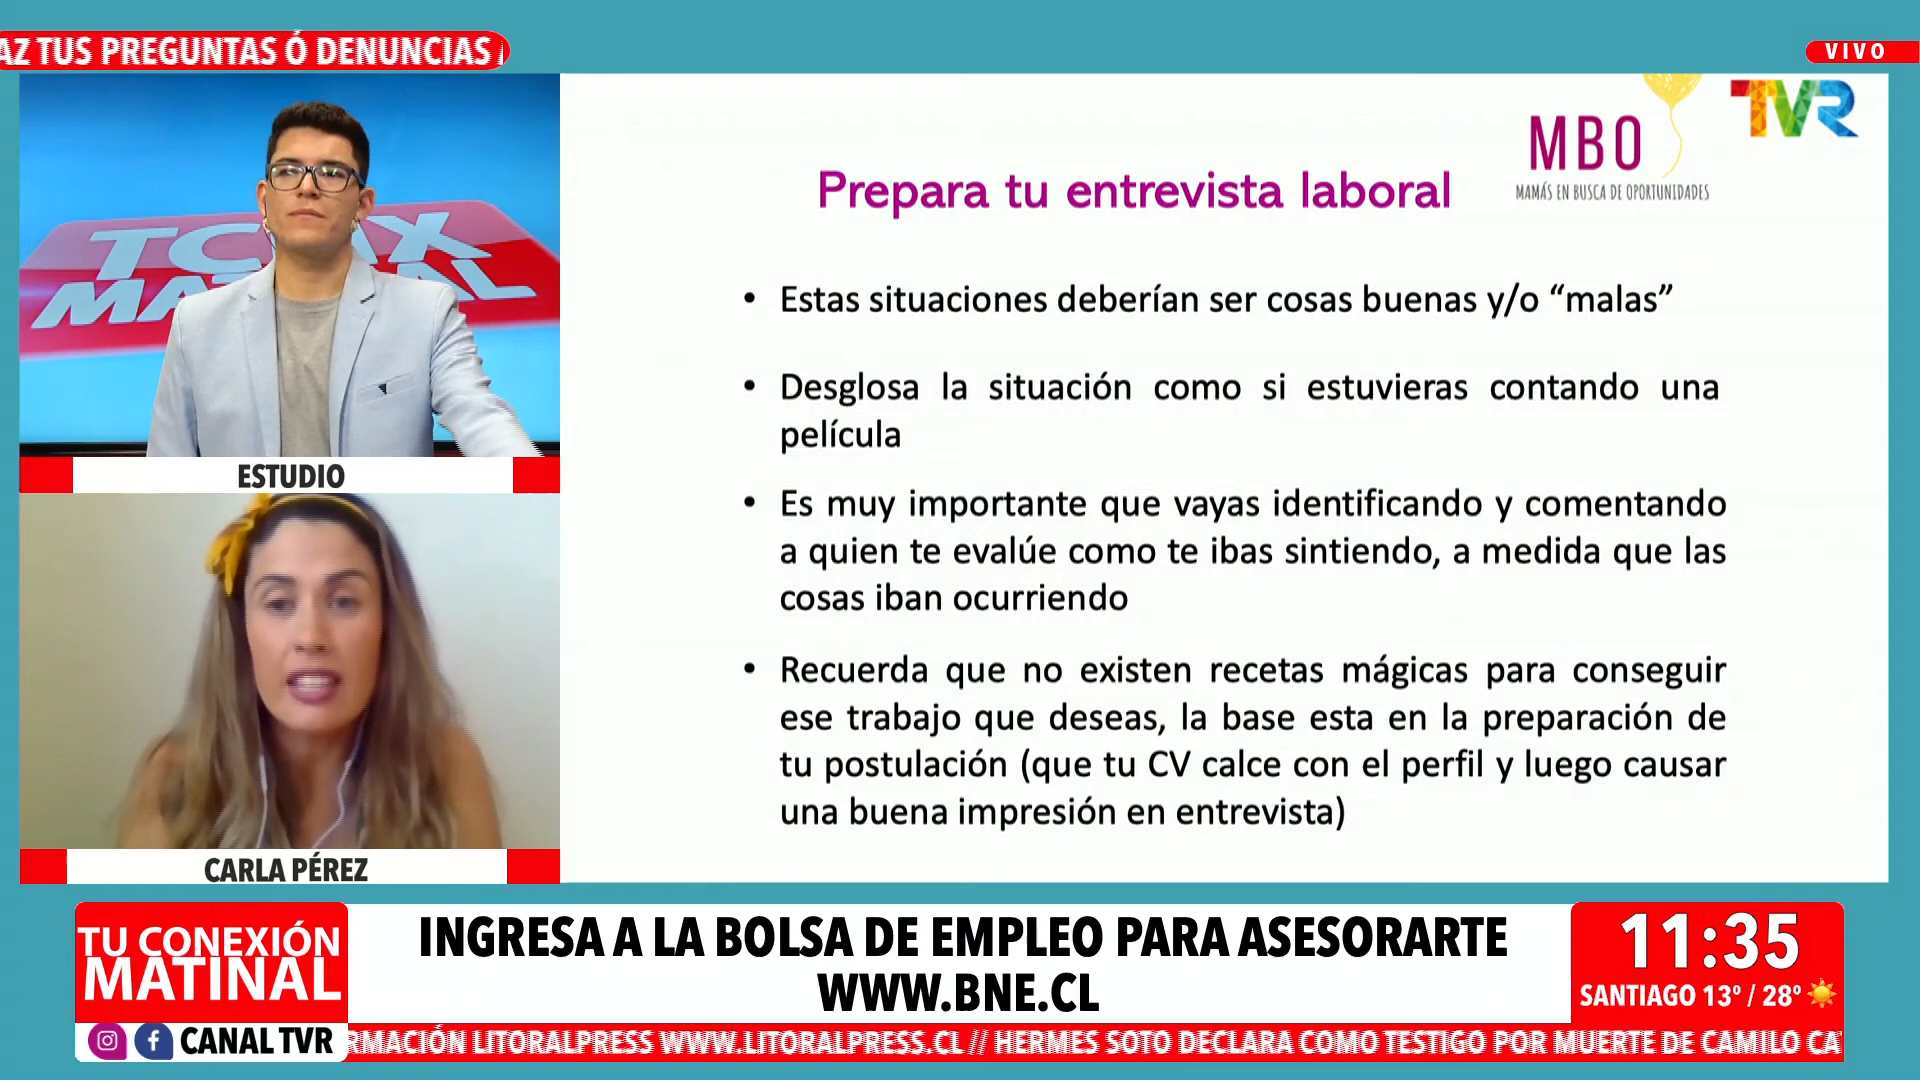 AZ TUS PREGUNTAS Ó DENUNCIAS
VIVO
TVR
MBO
MAMÁS EN BUSCA DE OPORTUNIDADES
Prepara tu entrevista laboral
• Estas situaciones deberían ser cosas buenas y/o “malas”
• Desglosa la situación como si estuvieras contando una
película
• Es muy importante que vayas identificando y comentando
a quien te evalúe como te ibas sintiendo, a medida que las
cosas iban ocurriendo
• Recuerda que no existen recetas mágicas para conseguir
ese trabajo que deseas, la base esta en la preparación de
tu postulación (que tu CV calce con el perfil y luego causar
una buena impresión en entrevista)
ESTUDIO
CARLA PÉREZ
TU CONEXIÓN
MATINAL
INGRESA A LA BOLSA DE EMPLEO PARA ASESORARTE
WWW.BNE.CL
11:35
SANTIAGO 13º / 28º
CANAL TVR
RMACIÓN LITORALPRESS WWW.LITORALPRESS.CL // HERMES SOTO DECLARA COMO TESTIGO POR MUERTE DE CAMILO CA